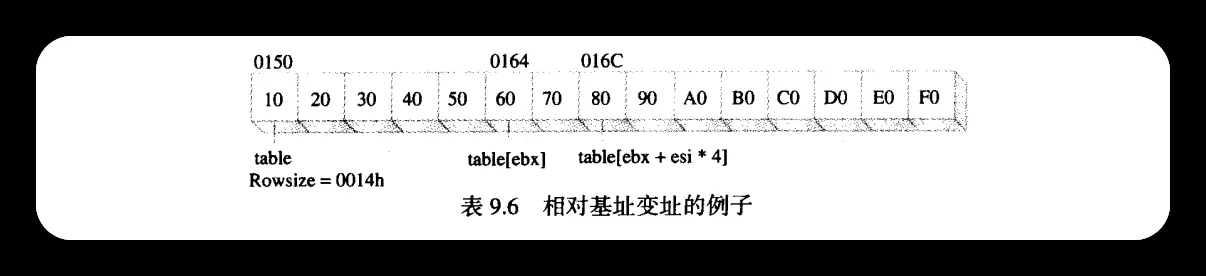 0150 0164 016C
10 20 30 40 50 60 70 80 90 A0 B0 C0 D0 E0 F0
table table[ebx] table[ebx + esi * 4]
Rowsize = 0014h
表 9.6 相对基址变址的例子